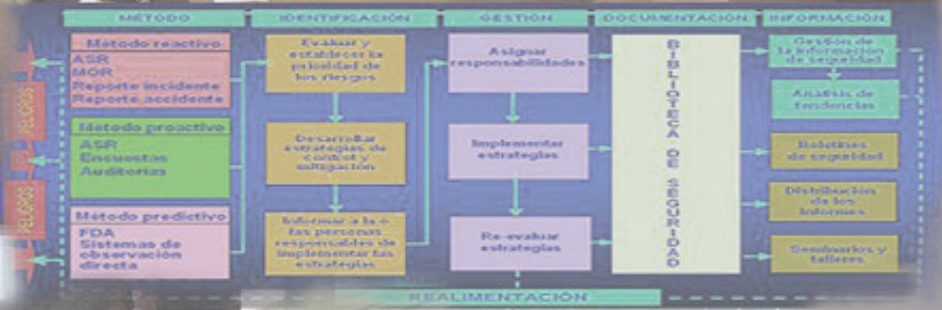 MÉTODO
IDENTIFICACIÓN
GESTIÓN
DOCUMENTACIÓN
INFORMACIÓN
PELIGROS
PELIGROS
Método reactivo
ASR
MOR
Reporte incidente
Reporte accidente
Método proactivo
ASR
Encuestas
Auditorías
Método predictivo
FDA
Sistemas de
observación
directa
Evaluar y
establecer la
prioridad de
los riesgos
Desarrollar
estrategias de
control y
mitigación
Informar a la o
las personas
responsables de
implementar las
estrategias
Asignar
responsabilidades
Implementar
estrategias
Re-evaluar
estrategias
BIBLIOTECA DE SEGURIDAD
Gestión de
la información
de seguridad
Análisis de
tendencias
Boletines
de seguridad
Distribución
de los
informes
Seminarios y
talleres
REALIMENTACIÓN